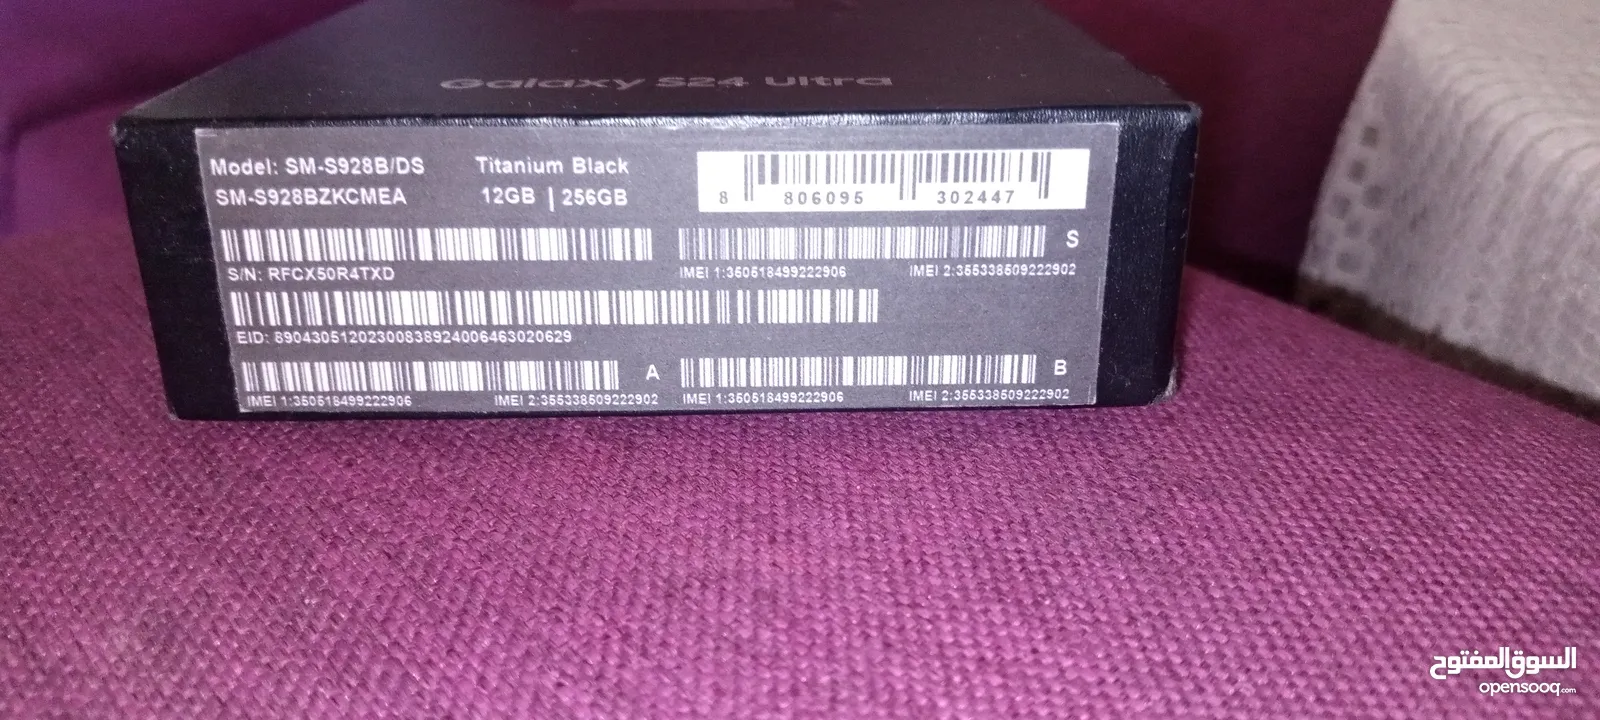 Galaxy S24 Ultra
Model: SM-S928B/DS Titanium Black
SM-S928BZKCMEA 12GB | 256GB
8 806095 302447
S
S/N: RFCX50R4TXD
IMEI 1:350518499222906 IMEI 2:355338509222902
EID: 89043051202300838924006463020629
A
B
IMEI 1:350518499222906 IMEI 2:355338509222902
IMEI 1:350518499222906 IMEI 2:355338509222902
السوق المفتوح
opensooq.com